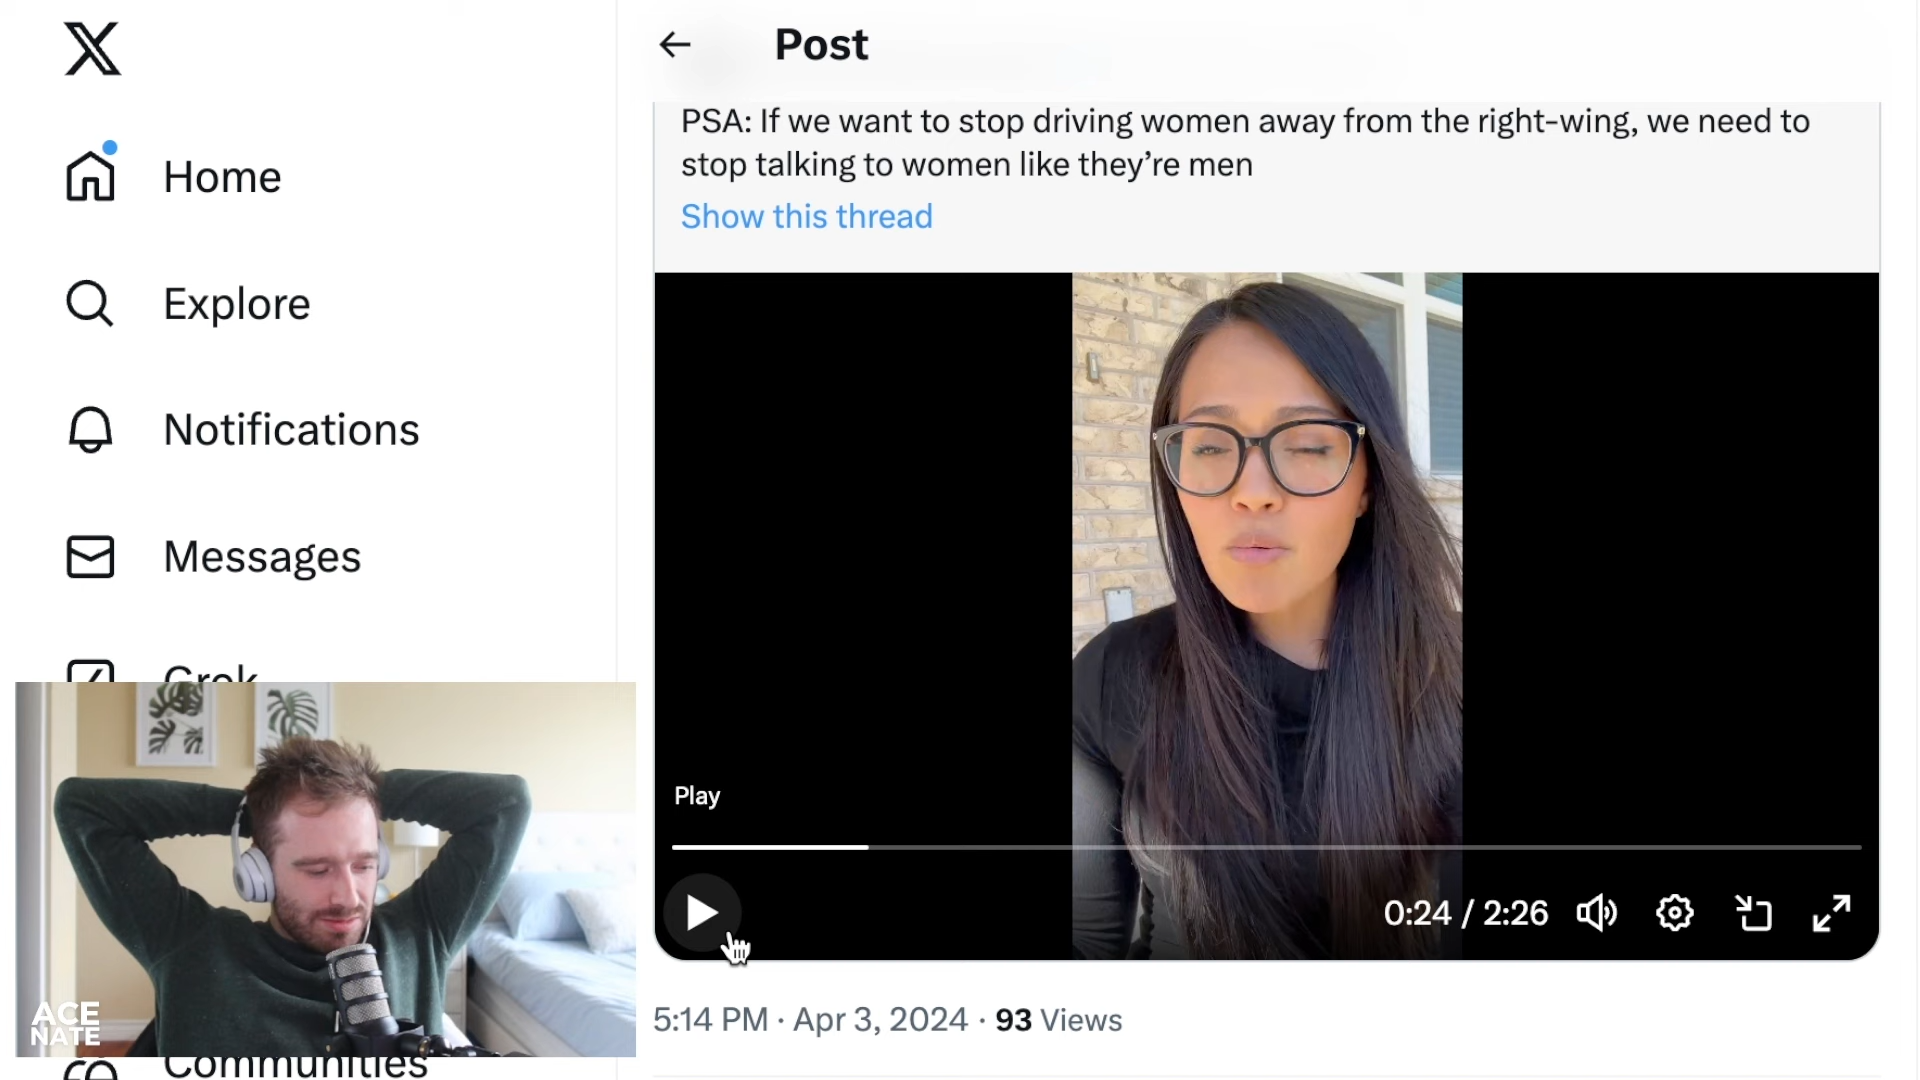 X
Post
PSA: If we want to stop driving women away from the right-wing, we need to
stop talking to women like they’re men
Show this thread
Home
Explore
Notifications
Messages
Grok
Communities
Play
0:24 / 2:26
5:14 PM · Apr 3, 2024 · 93 Views
ACE
NATE